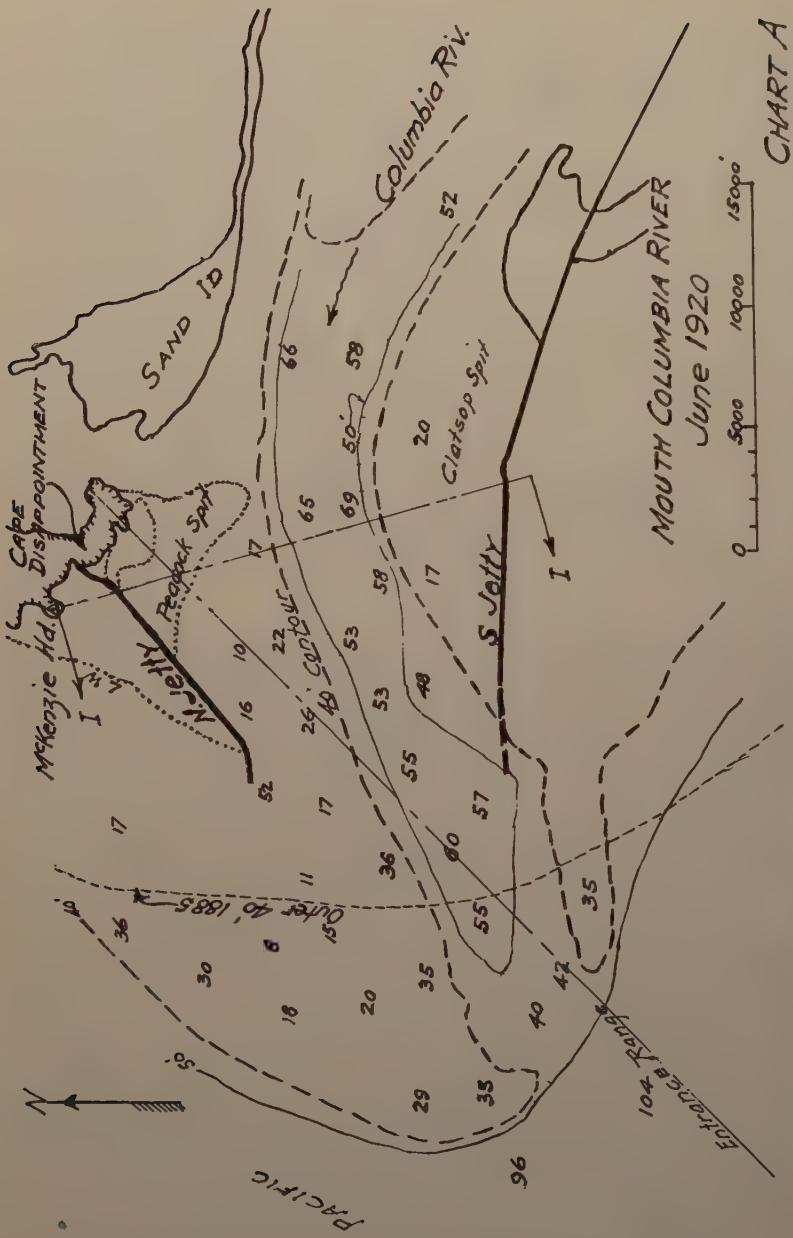 McKenzie Hd.
CAPE
DISAPPOINTMENT
I
N. Jetty
Peacock Spit
SAND ID
17
16
10
22
17
52
26
40 Contour
66
65
58
Columbia Riv.
52
36
Outer 40' 1885
11
17
15
8
30
18
20
36
35
53
53
58
69
50'
20
17
Clatsop Spit
48
55
57
60
55
S Jetty
I
40'
50'
N
29
35
40
42
35
96
104
Entrance Range
PACIFIC
MOUTH COLUMBIA RIVER
June 1920
0 5000 10000 15000'
CHART A